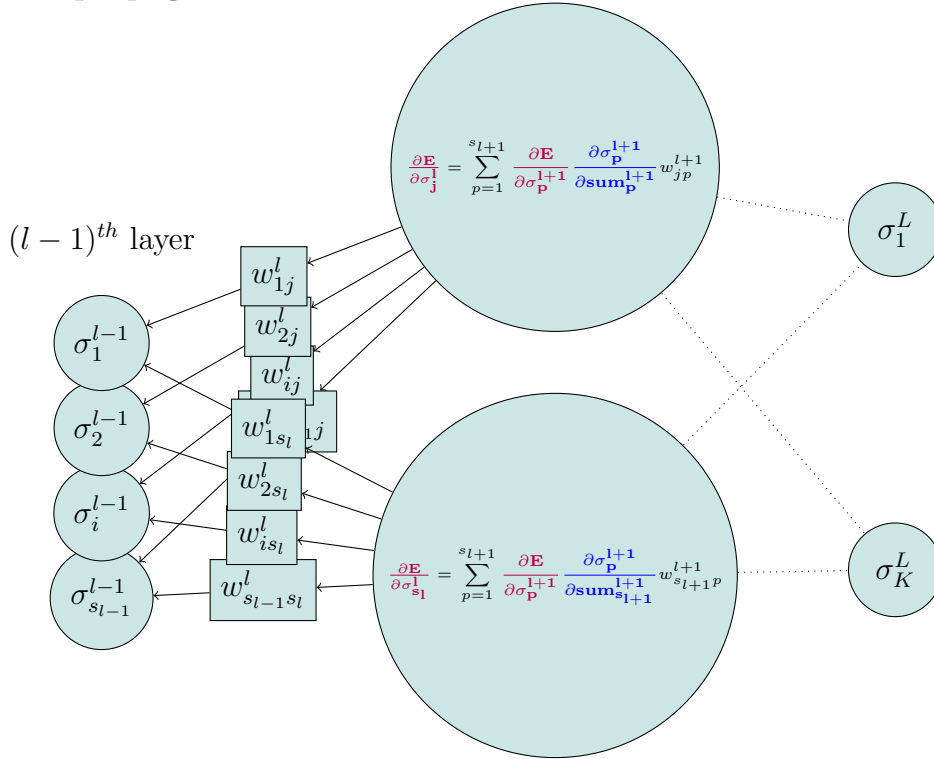 ∂E/∂σ_j^l = Σ_{p=1}^{s_{l+1}} ∂E/∂σ_p^{l+1} ∂σ_p^{l+1}/∂sum_p^{l+1} w_{jp}^{l+1}
σ_1^L
(l − 1)^{th} layer
w_{1j}^l
w_{2j}^l
w_{ij}^l
1j
σ_1^{l−1}
σ_2^{l−1}
σ_i^{l−1}
σ_{s_{l−1}}^{l−1}
w_{1s_l}^l
w_{2s_l}^l
w_{is_l}^l
w_{s_{l−1}s_l}^l
∂E/∂σ_{s_l}^l = Σ_{p=1}^{s_{l+1}} ∂E/∂σ_p^{l+1} ∂σ_p^{l+1}/∂sum_{s_{l+1}}^{l+1} w_{s_{l+1}p}^{l+1}
σ_K^L